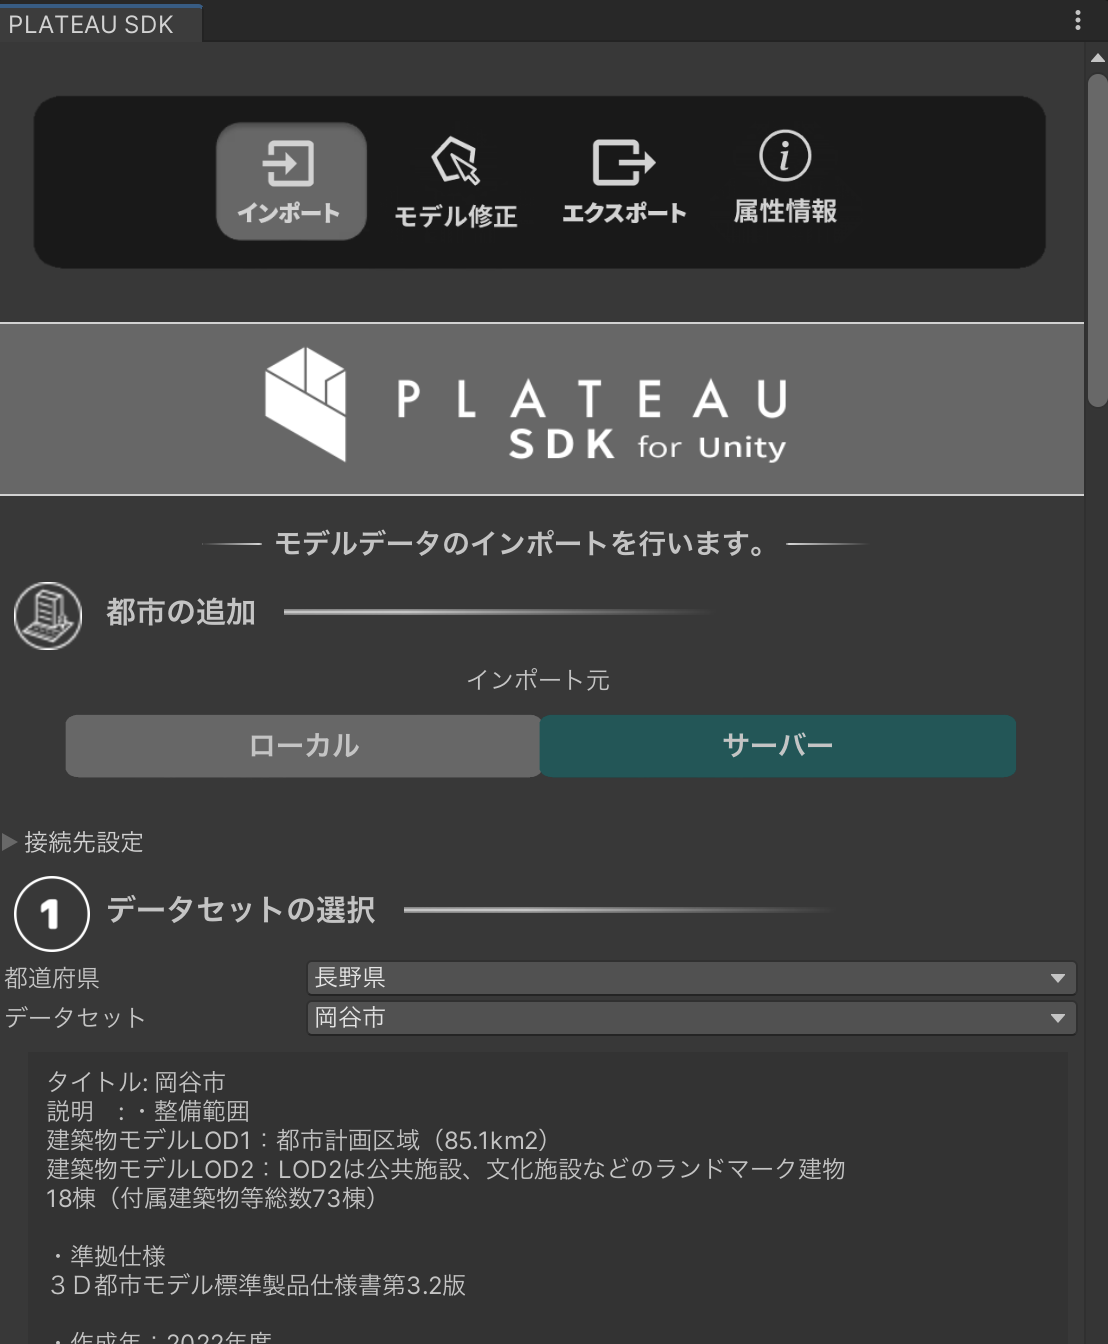 PLATEAU SDK
インポート
モデル修正
エクスポート
属性情報
PLATEAU
SDK for Unity
モデルデータのインポートを行います。
都市の追加
インポート元
ローカル
サーバー
接続先設定
1 データセットの選択
都道府県 長野県
データセット 岡谷市
タイトル: 岡谷市
説明　: ・整備範囲
建築物モデルLOD1：都市計画区域（85.1km2）
建築物モデルLOD2：LOD2は公共施設、文化施設などのランドマーク建物
18棟（付属建築物等総数73棟）
・準拠仕様
３Ｄ都市モデル標準製品仕様書第3.2版
・作成年：2022年度